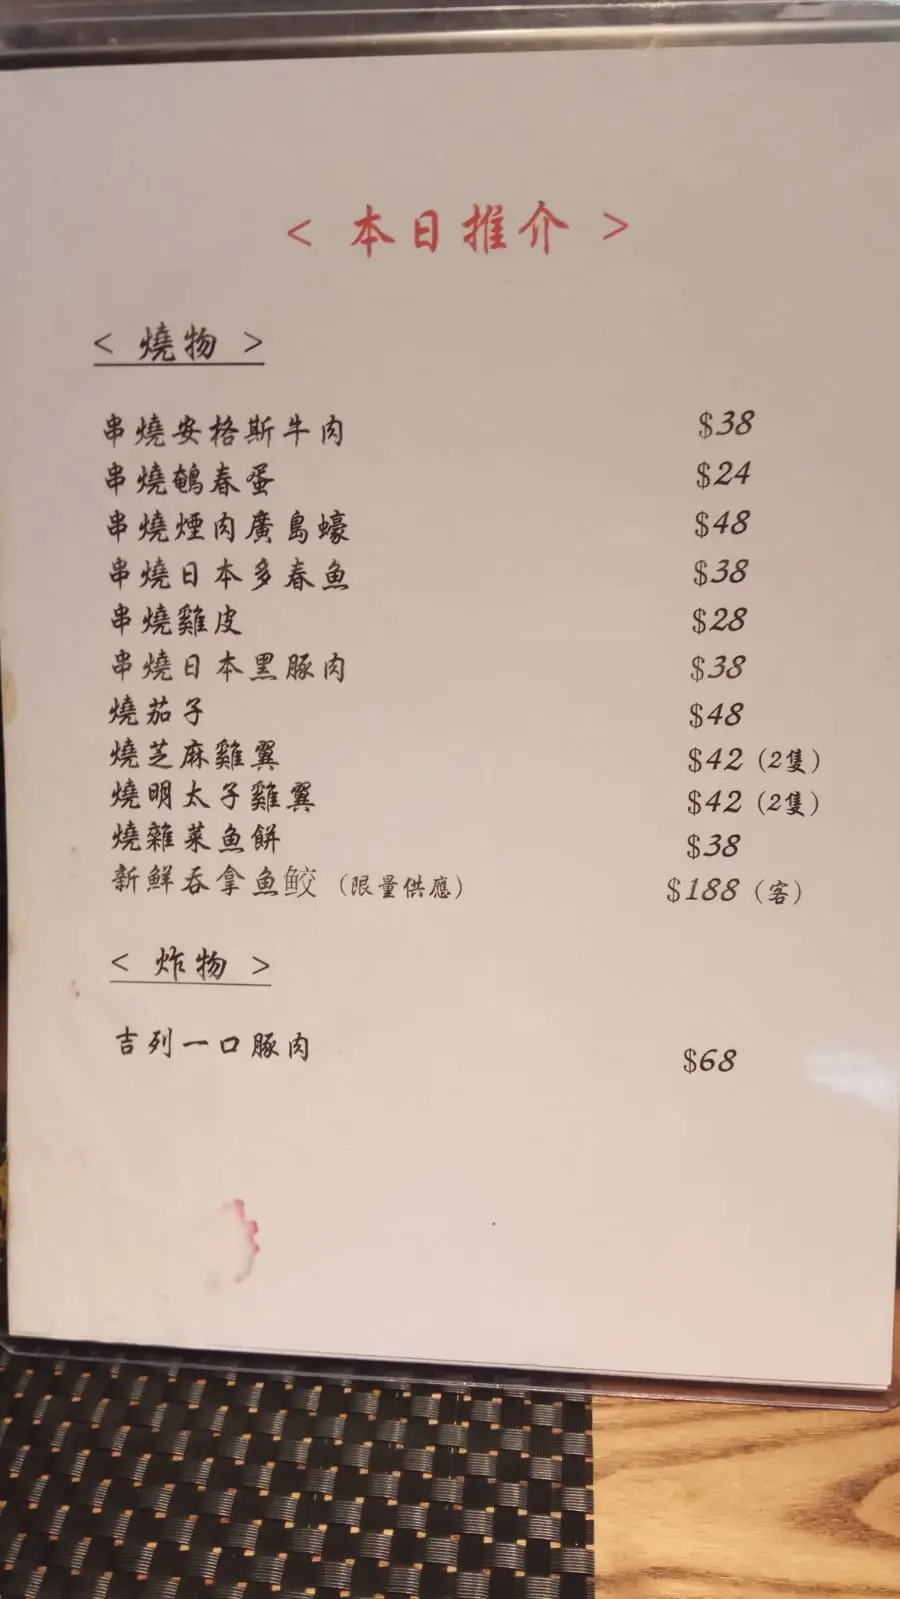 < 本日推介 >
< 燒物 >
串燒安格斯牛肉 $38
串燒鵪春蛋 $24
串燒煙肉廣島蠔 $48
串燒日本多春魚 $38
串燒雞皮 $28
串燒日本黑豚肉 $38
燒茄子 $48
燒芝麻雞翼 $42 (2隻)
燒明太子雞翼 $42 (2隻)
燒雜菜魚餅 $38
新鮮吞拿魚鲛 (限量供應) $188 (客)
< 炸物 >
吉列一口豚肉 $68